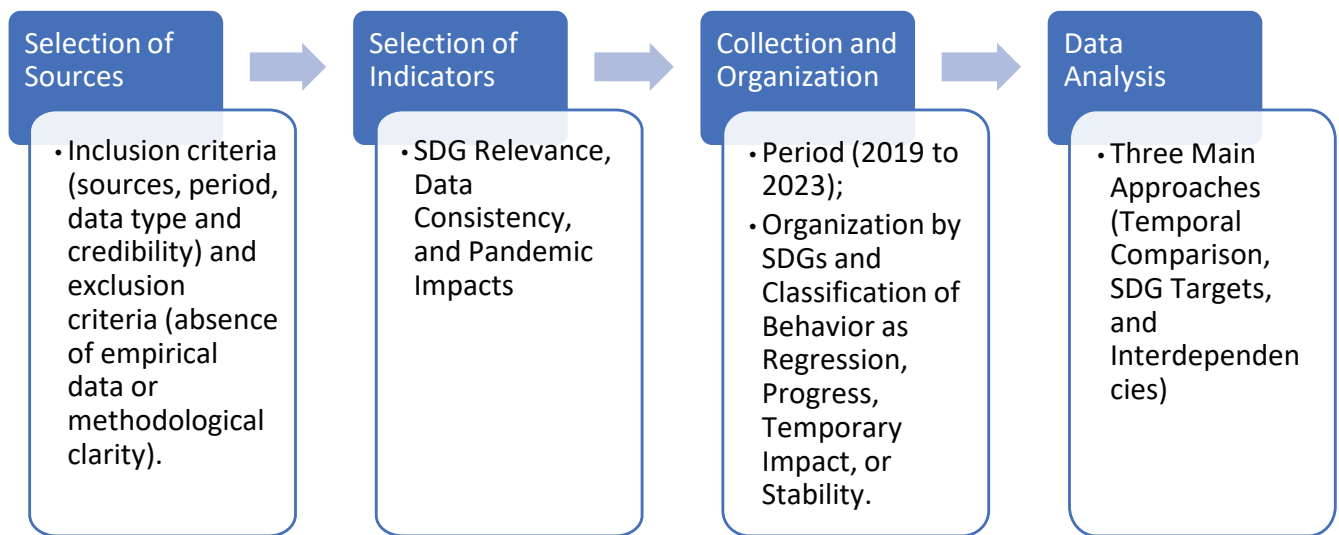 Selection of
Sources
• Inclusion criteria
(sources, period,
data type and
credibility) and
exclusion
criteria (absence
of empirical
data or
methodological
clarity).
Selection of
Indicators
• SDG Relevance,
Data
Consistency,
and Pandemic
Impacts
Collection and
Organization
• Period (2019 to
2023);
• Organization by
SDGs and
Classification of
Behavior as
Regression,
Progress,
Temporary
Impact, or
Stability.
Data
Analysis
• Three Main
Approaches
(Temporal
Comparison,
SDG Targets,
and
Interdependen
cies)